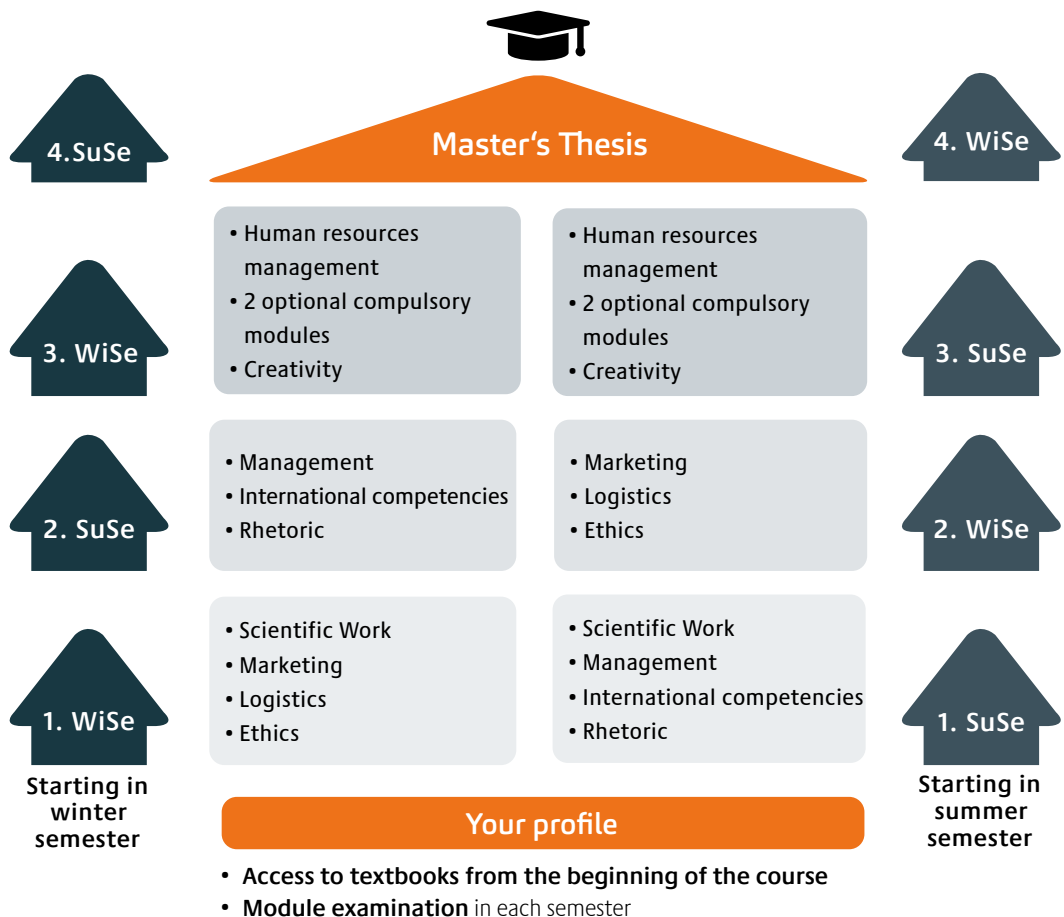 4.SuSe
Master's Thesis
4. WiSe
3. WiSe
• Human resources
management
• 2 optional compulsory
modules
• Creativity
• Human resources
management
• 2 optional compulsory
modules
• Creativity
3. SuSe
2. SuSe
• Management
• International competencies
• Rhetoric
• Marketing
• Logistics
• Ethics
2. WiSe
1. WiSe
• Scientific Work
• Marketing
• Logistics
• Ethics
• Scientific Work
• Management
• International competencies
• Rhetoric
1. SuSe
Starting in
winter
semester
Starting in
summer
semester
Your profile
• Access to textbooks from the beginning of the course
• Module examination in each semester